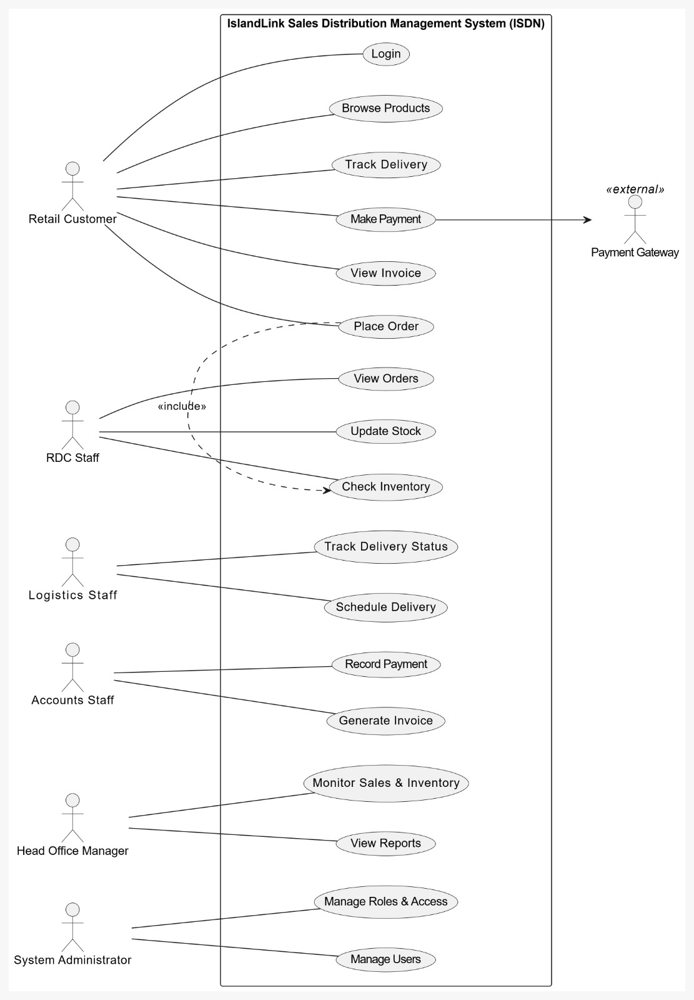 IslandLink Sales Distribution Management System (ISDN)
Login
Browse Products
Track Delivery
«external»
Retail Customer
Make Payment
Payment Gateway
View Invoice
Place Order
View Orders
«include»
Update Stock
RDC Staff
Check Inventory
Track Delivery Status
Logistics Staff
Schedule Delivery
Record Payment
Accounts Staff
Generate Invoice
Monitor Sales & Inventory
View Reports
Head Office Manager
Manage Roles & Access
System Administrator
Manage Users